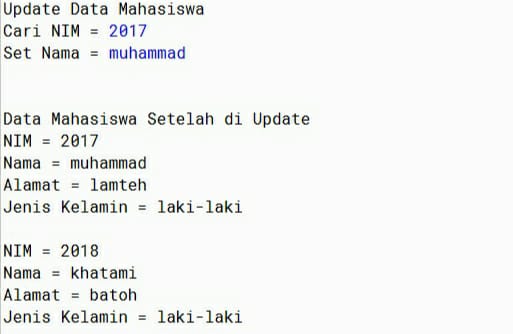 Update Data Mahasiswa
Cari NIM = 2017
Set Nama = muhammad
Data Mahasiswa Setelah di Update
NIM = 2017
Nama = muhammad
Alamat = lamteh
Jenis Kelamin = laki-laki
NIM = 2018
Nama = khatami
Alamat = batoh
Jenis Kelamin = laki-laki